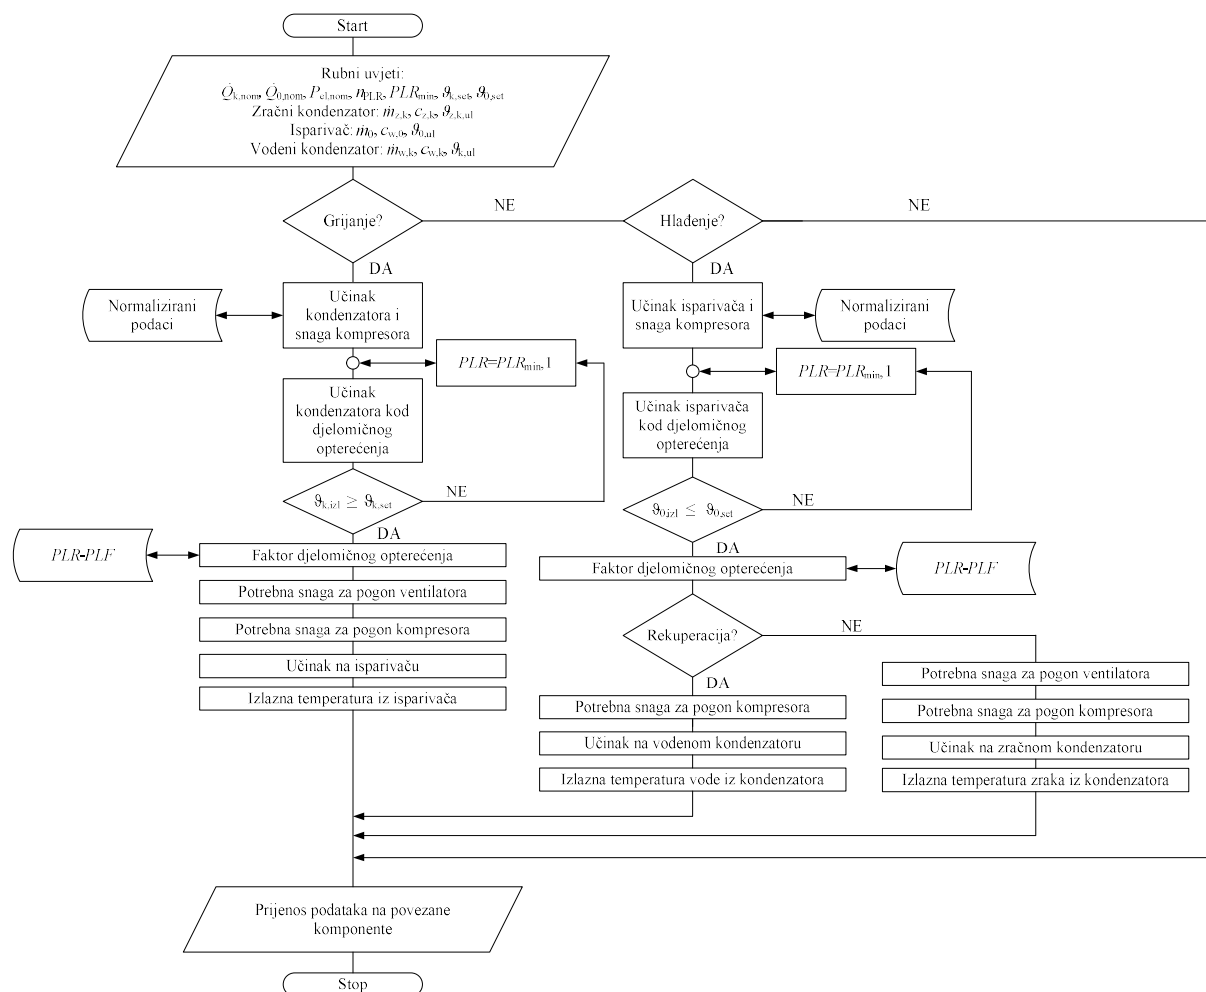 Start
Rubni uvjeti:
Q̇k,nom, Q̇0,nom, Pel,nom, nPLR, PLRmin, ϑk,set, ϑ0,set
Zračni kondenzator: ṁz,k, cz,k, ϑz,k,ul
Isparivač: ṁ0, cw,0, ϑ0,ul
Vodeni kondenzator: ṁw,k, cw,k, ϑk,ul
Grijanje?
NE
Hlađenje?
NE
DA
DA
Normalizirani
podaci
Učinak
kondenzatora i
snaga kompresora
Učinak isparivača i
snaga kompresora
Normalizirani
podaci
PLR=PLRmin,1
PLR=PLRmin,1
Učinak
kondenzatora kod
djelomičnog
opterećenja
Učinak isparivača
kod djelomičnog
opterećenja
ϑk,izl ≥ ϑk,set
NE
ϑ0,izl ≤ ϑ0,set
NE
DA
DA
PLR-PLF
Faktor djelomičnog opterećenja
Faktor djelomičnog opterećenja
PLR-PLF
Potrebna snaga za pogon ventilatora
Potrebna snaga za pogon kompresora
Učinak na isparivaču
Izlazna temperatura iz isparivača
Rekuperacija?
NE
DA
Potrebna snaga za pogon kompresora
Učinak na vodenom kondenzatoru
Izlazna temperatura vode iz kondenzatora
Potrebna snaga za pogon ventilatora
Potrebna snaga za pogon kompresora
Učinak na zračnom kondenzatoru
Izlazna temperatura zraka iz kondenzatora
Prijenos podataka na povezane
komponente
Stop